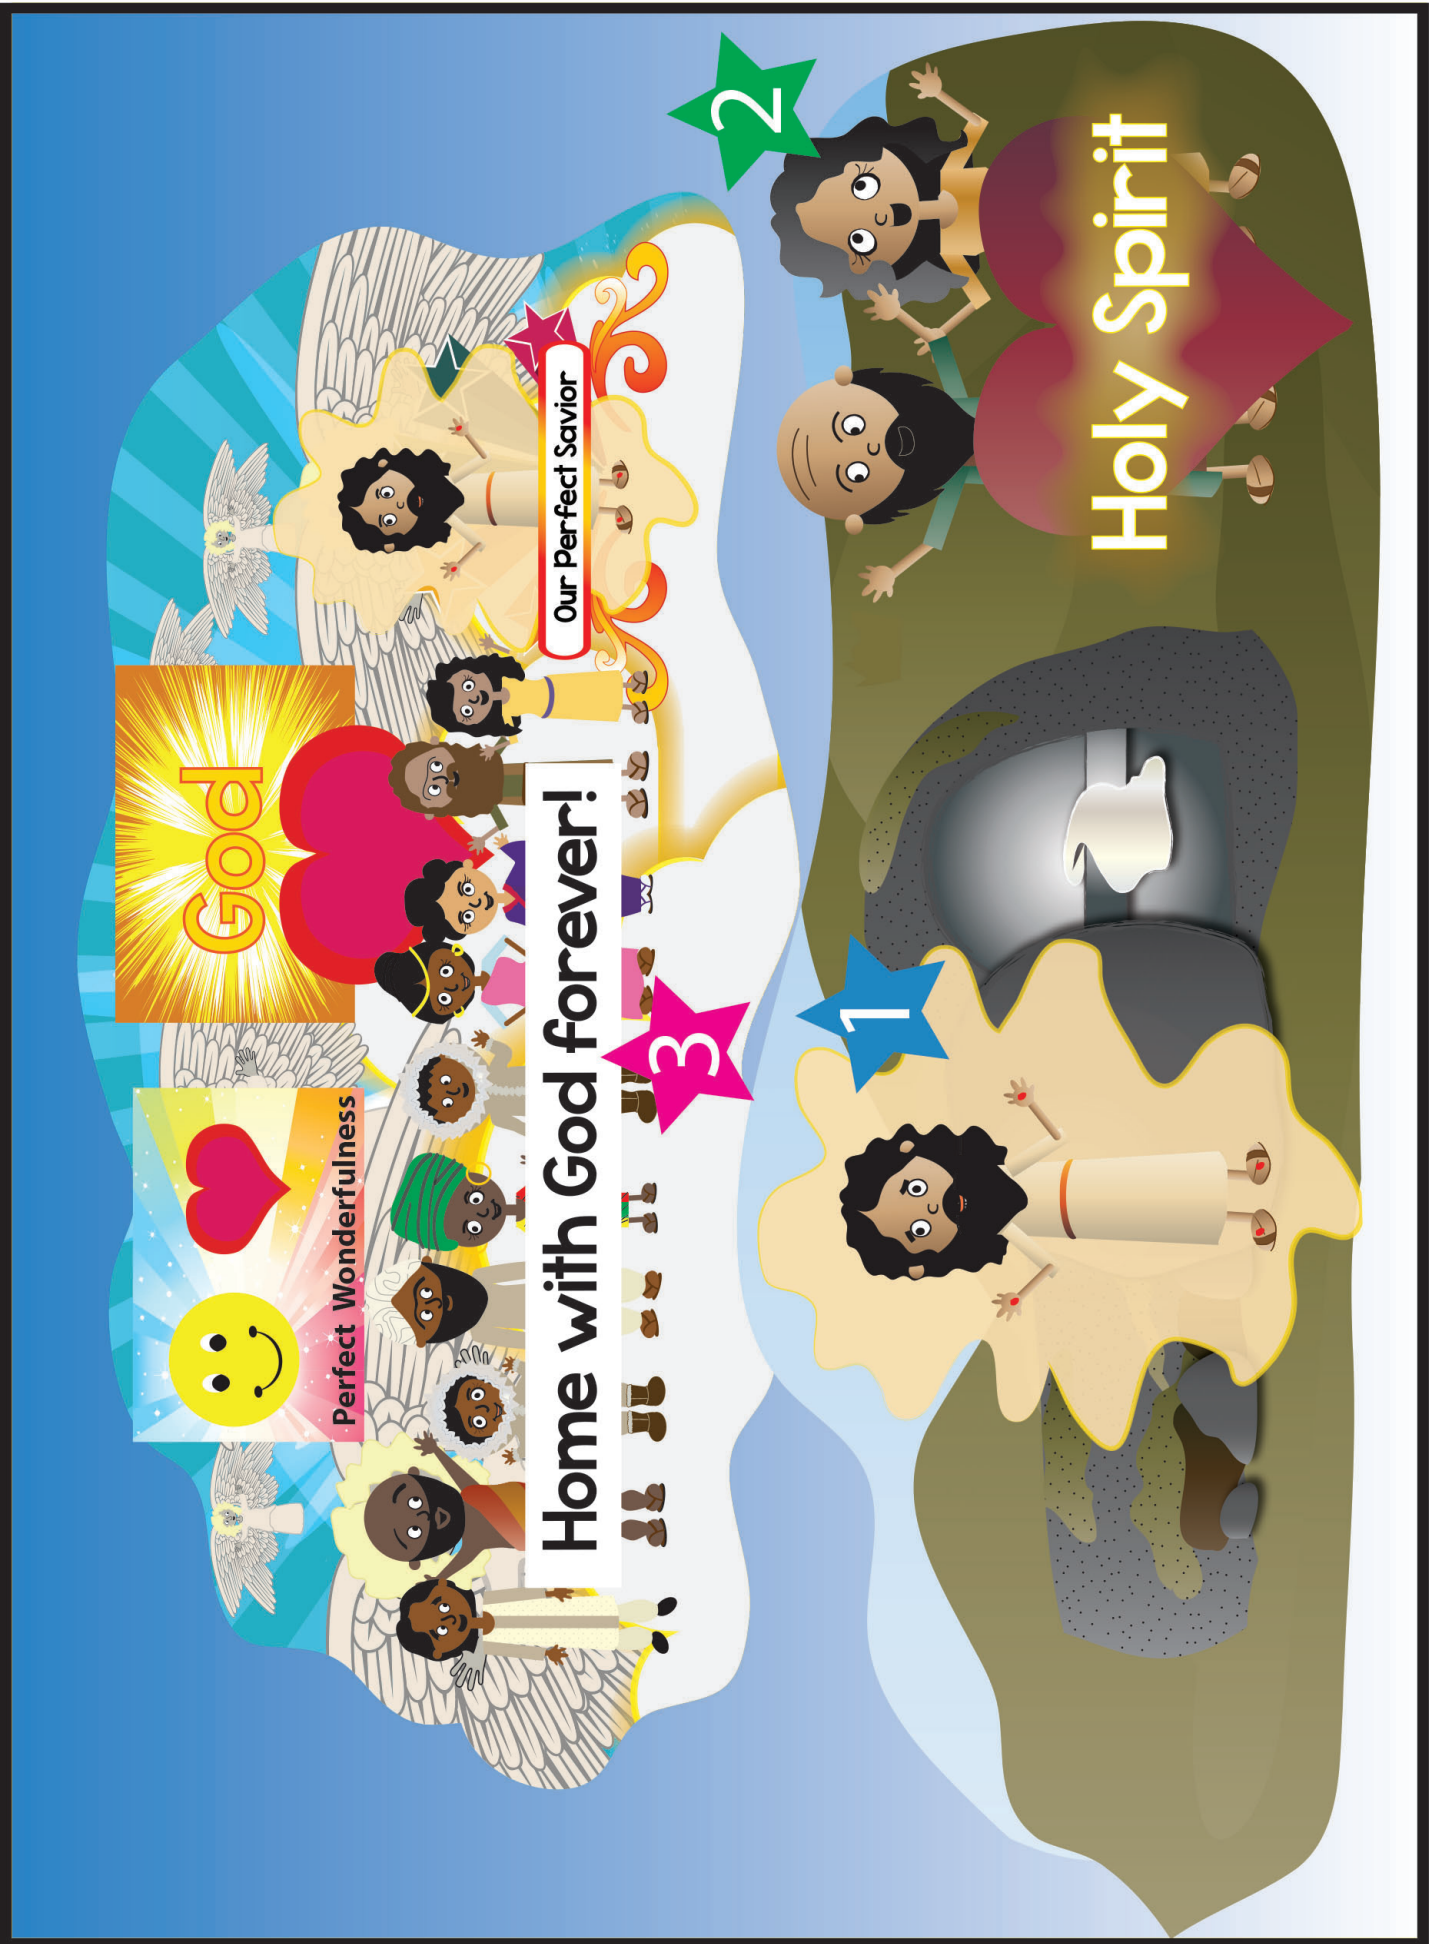 God
Perfect Wonderfulness
Our Perfect Savior
Home with God forever!
3
1
2
Holy Spirit